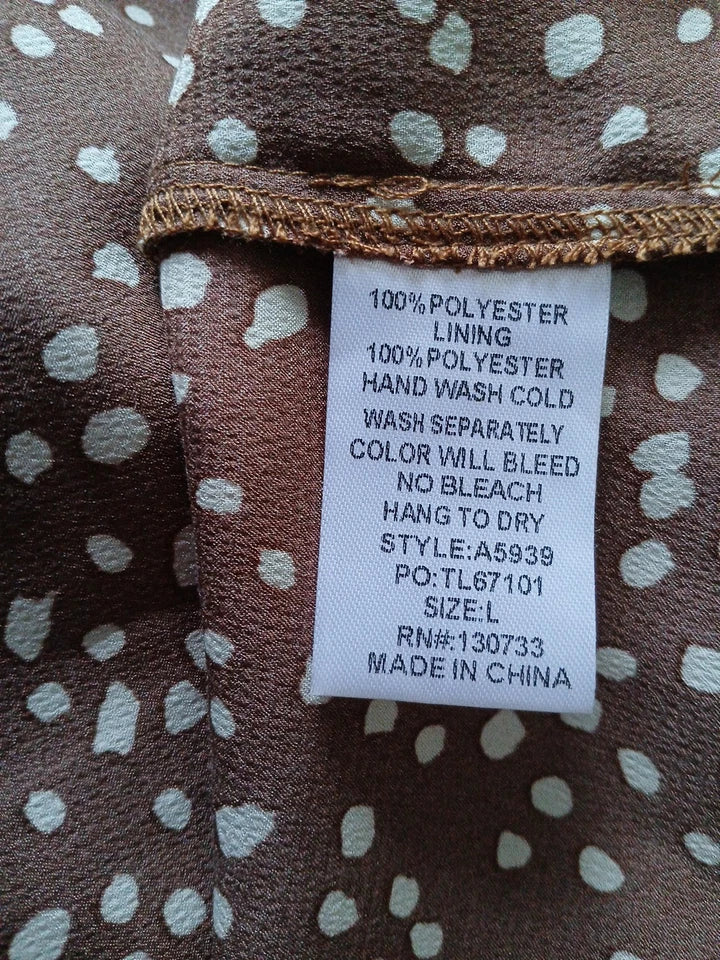 100% POLYESTER
LINING
100% POLYESTER
HAND WASH COLD
WASH SEPARATELY
COLOR WILL BLEED
NO BLEACH
HANG TO DRY
STYLE:A5939
PO:TL67101
SIZE:L
RN#:130733
MADE IN CHINA